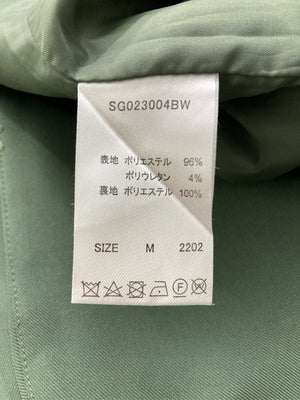 SG023004BW
表地 ポリエステル 96%
ポリウレタン 4%
裏地 ポリエステル 100%
SIZE M 2202